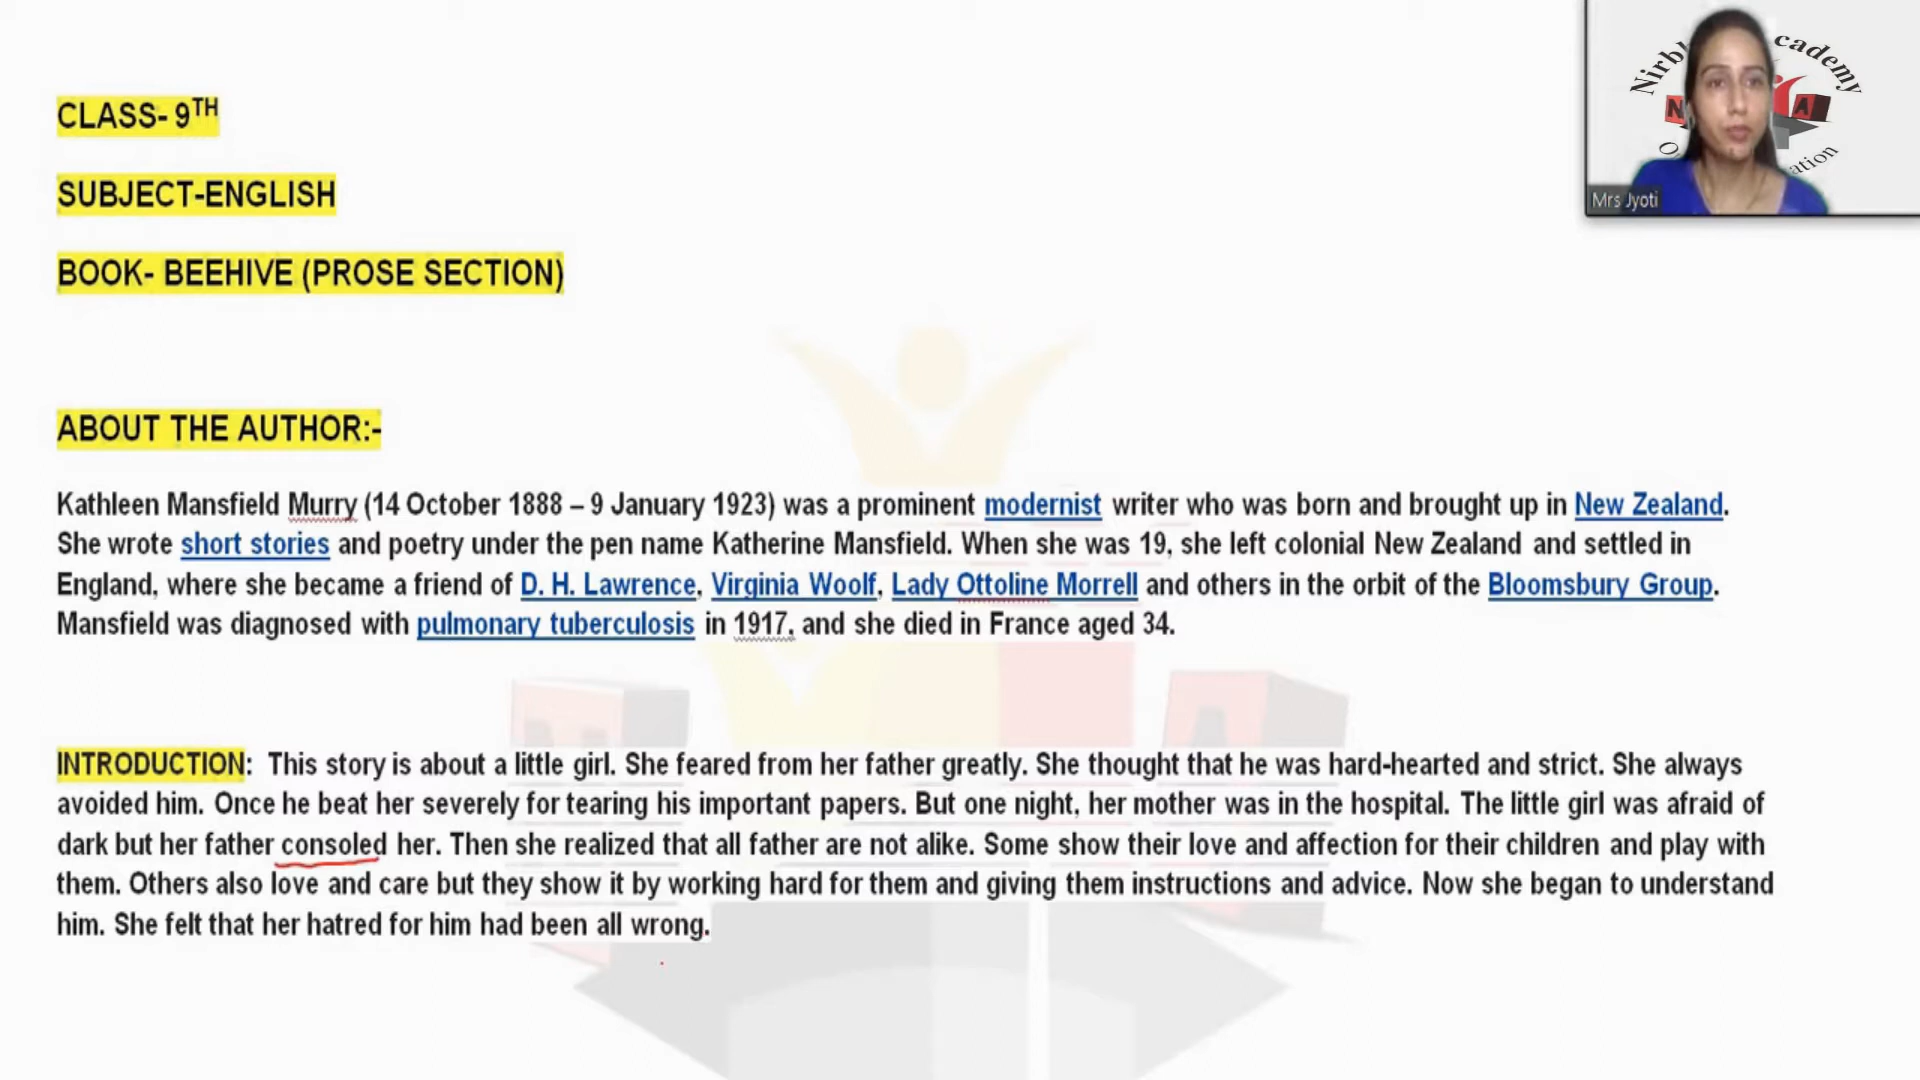 CLASS- 9TH
SUBJECT-ENGLISH
BOOK- BEEHIVE (PROSE SECTION)
ABOUT THE AUTHOR:-
Kathleen Mansfield Murry (14 October 1888 – 9 January 1923) was a prominent modernist writer who was born and brought up in New Zealand.
She wrote short stories and poetry under the pen name Katherine Mansfield. When she was 19, she left colonial New Zealand and settled in
England, where she became a friend of D. H. Lawrence, Virginia Woolf, Lady Ottoline Morrell and others in the orbit of the Bloomsbury Group.
Mansfield was diagnosed with pulmonary tuberculosis in 1917, and she died in France aged 34.
INTRODUCTION: This story is about a little girl. She feared from her father greatly. She thought that he was hard-hearted and strict. She always
avoided him. Once he beat her severely for tearing his important papers. But one night, her mother was in the hospital. The little girl was afraid of
dark but her father consoled her. Then she realized that all father are not alike. Some show their love and affection for their children and play with
them. Others also love and care but they show it by working hard for them and giving them instructions and advice. Now she began to understand
him. She felt that her hatred for him had been all wrong.
cademy
N A
Mrs Jyoti